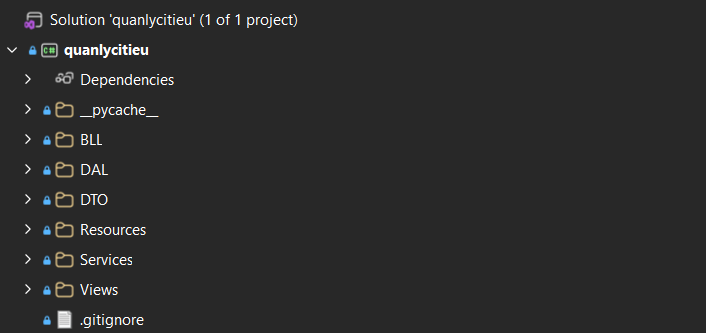 Solution 'quanlycitieu' (1 of 1 project)
C# quanlycitieu
Dependencies
__pycache__
BLL
DAL
DTO
Resources
Services
Views
.gitignore